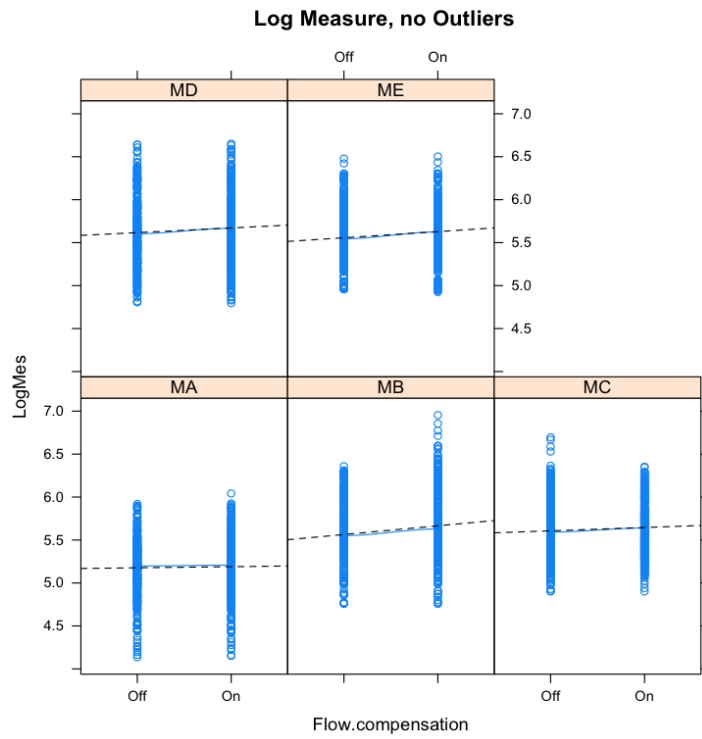 Log Measure, no Outliers
Off On
MD ME
7.0
6.5
6.0
5.5
5.0
4.5
LogMes
MA MB MC
7.0
6.5
6.0
5.5
5.0
4.5
Off On Off On
Flow.compensation